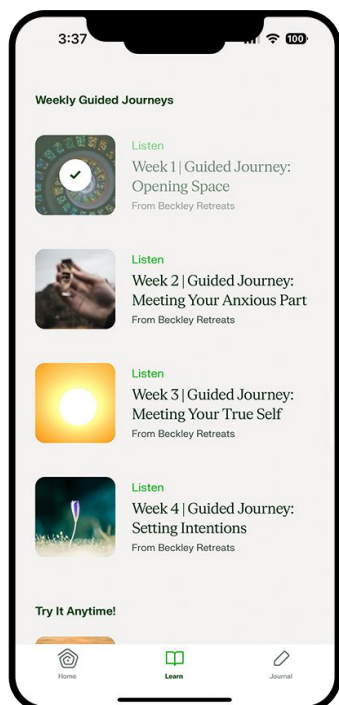 3:37
100
Weekly Guided Journeys
Listen
Week 1 | Guided Journey:
Opening Space
From Beckley Retreats
Listen
Week 2 | Guided Journey:
Meeting Your Anxious Part
From Beckley Retreats
Listen
Week 3 | Guided Journey:
Meeting Your True Self
From Beckley Retreats
Listen
Week 4 | Guided Journey:
Setting Intentions
From Beckley Retreats
Try It Anytime!
Home
Learn
Journal